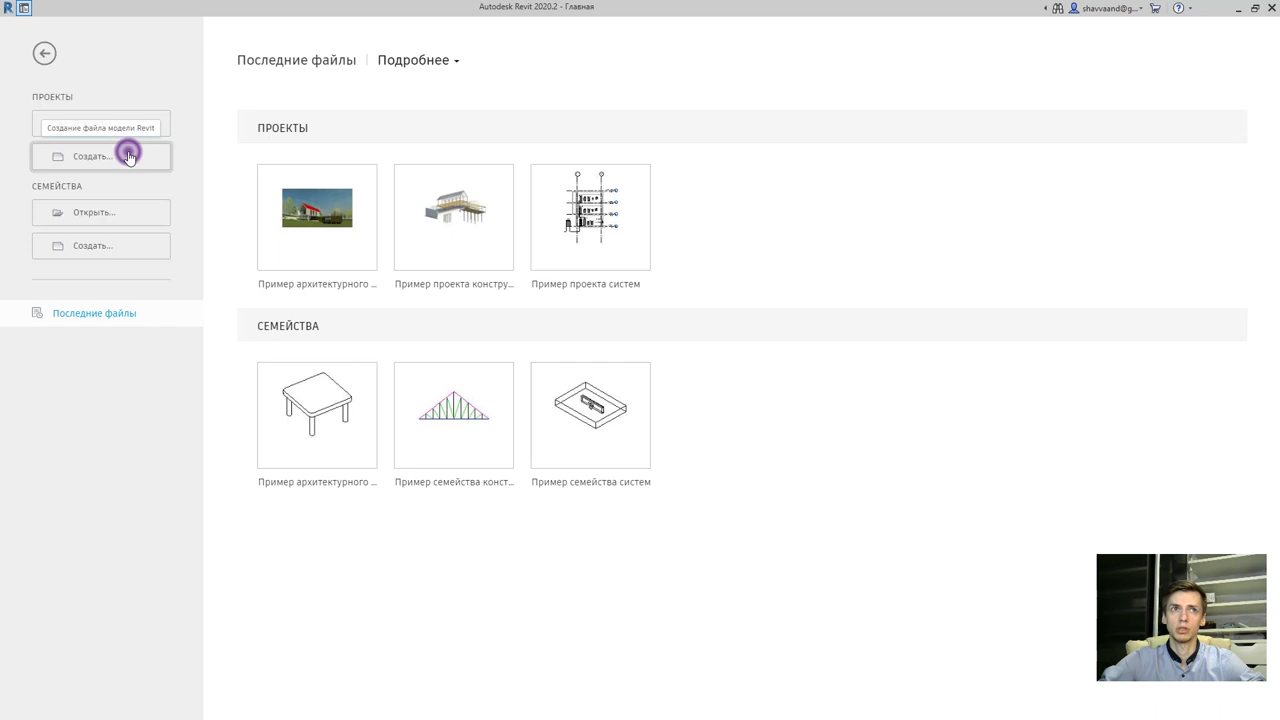 Autodesk Revit 2020.2 - Главная
shavvaand@g...
ПРОЕКТЫ
Создание файла модели Revit
Создать...
СЕМЕЙСТВА
Открыть...
Создать...
Последние файлы
Последние файлы | Подробнее
ПРОЕКТЫ
Пример архитектурного ...
Пример проекта констру...
Пример проекта систем
СЕМЕЙСТВА
Пример архитектурного ...
Пример семейства конст...
Пример семейства систем